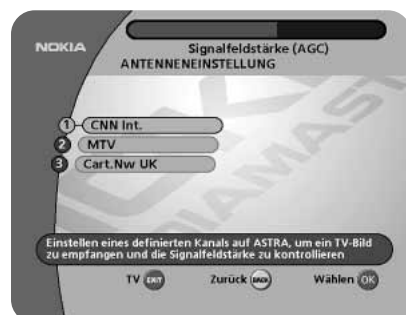 NOKIA
Signalfeldstärke (AGC)
ANTENNENEINSTELLUNG
1 CNN Int.
2 MTV
3 Cart.Nw UK
Einstellen eines definierten Kanals auf ASTRA, um ein TV-Bild
zu empfangen und die Signalfeldstärke zu kontrollieren
TV EXIT Zurück BACK Wählen OK